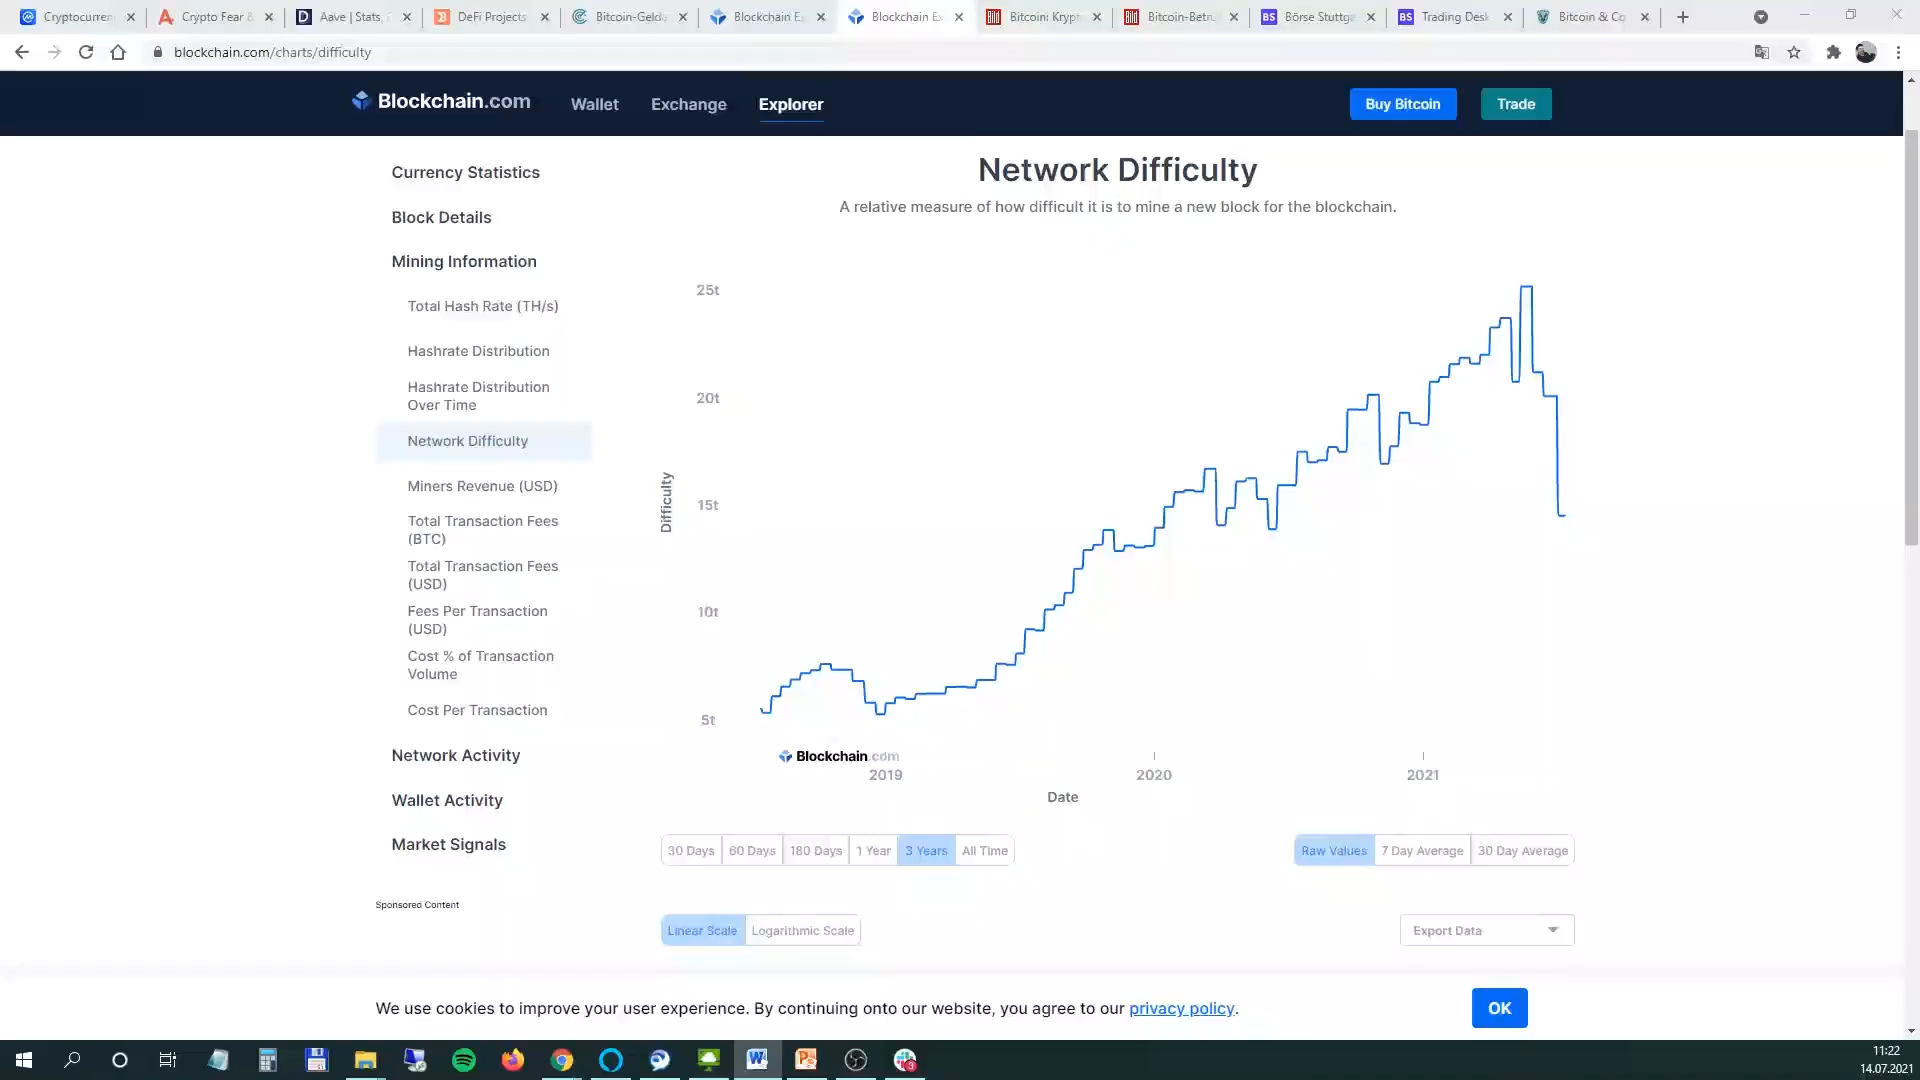 Cryptocurren
Crypto Fear &
Aave | Stats,
DeFi Projects
Bitcoin-Geld
Blockchain Ex
Blockchain Ex
Bitcoin: Krypt
Bitcoin-Betru
Börse Stuttga
Trading Desk
Bitcoin & Co
blockchain.com/charts/difficulty
Blockchain.com
Wallet
Exchange
Explorer
Buy Bitcoin
Trade
Currency Statistics
Block Details
Mining Information
Total Hash Rate (TH/s)
Hashrate Distribution
Hashrate Distribution
Over Time
Network Difficulty
Miners Revenue (USD)
Total Transaction Fees
(BTC)
Total Transaction Fees
(USD)
Fees Per Transaction
(USD)
Cost % of Transaction
Volume
Cost Per Transaction
Network Activity
Wallet Activity
Market Signals
Sponsored Content
Network Difficulty
A relative measure of how difficult it is to mine a new block for the blockchain.
25t
20t
15t
10t
5t
Difficulty
Blockchain.com
2019
2020
2021
Date
30 Days
60 Days
180 Days
1 Year
3 Years
All Time
Raw Values
7 Day Average
30 Day Average
Linear Scale
Logarithmic Scale
Export Data
We use cookies to improve your user experience. By continuing onto our website, you agree to our privacy policy.
OK
11:22
14.07.2021